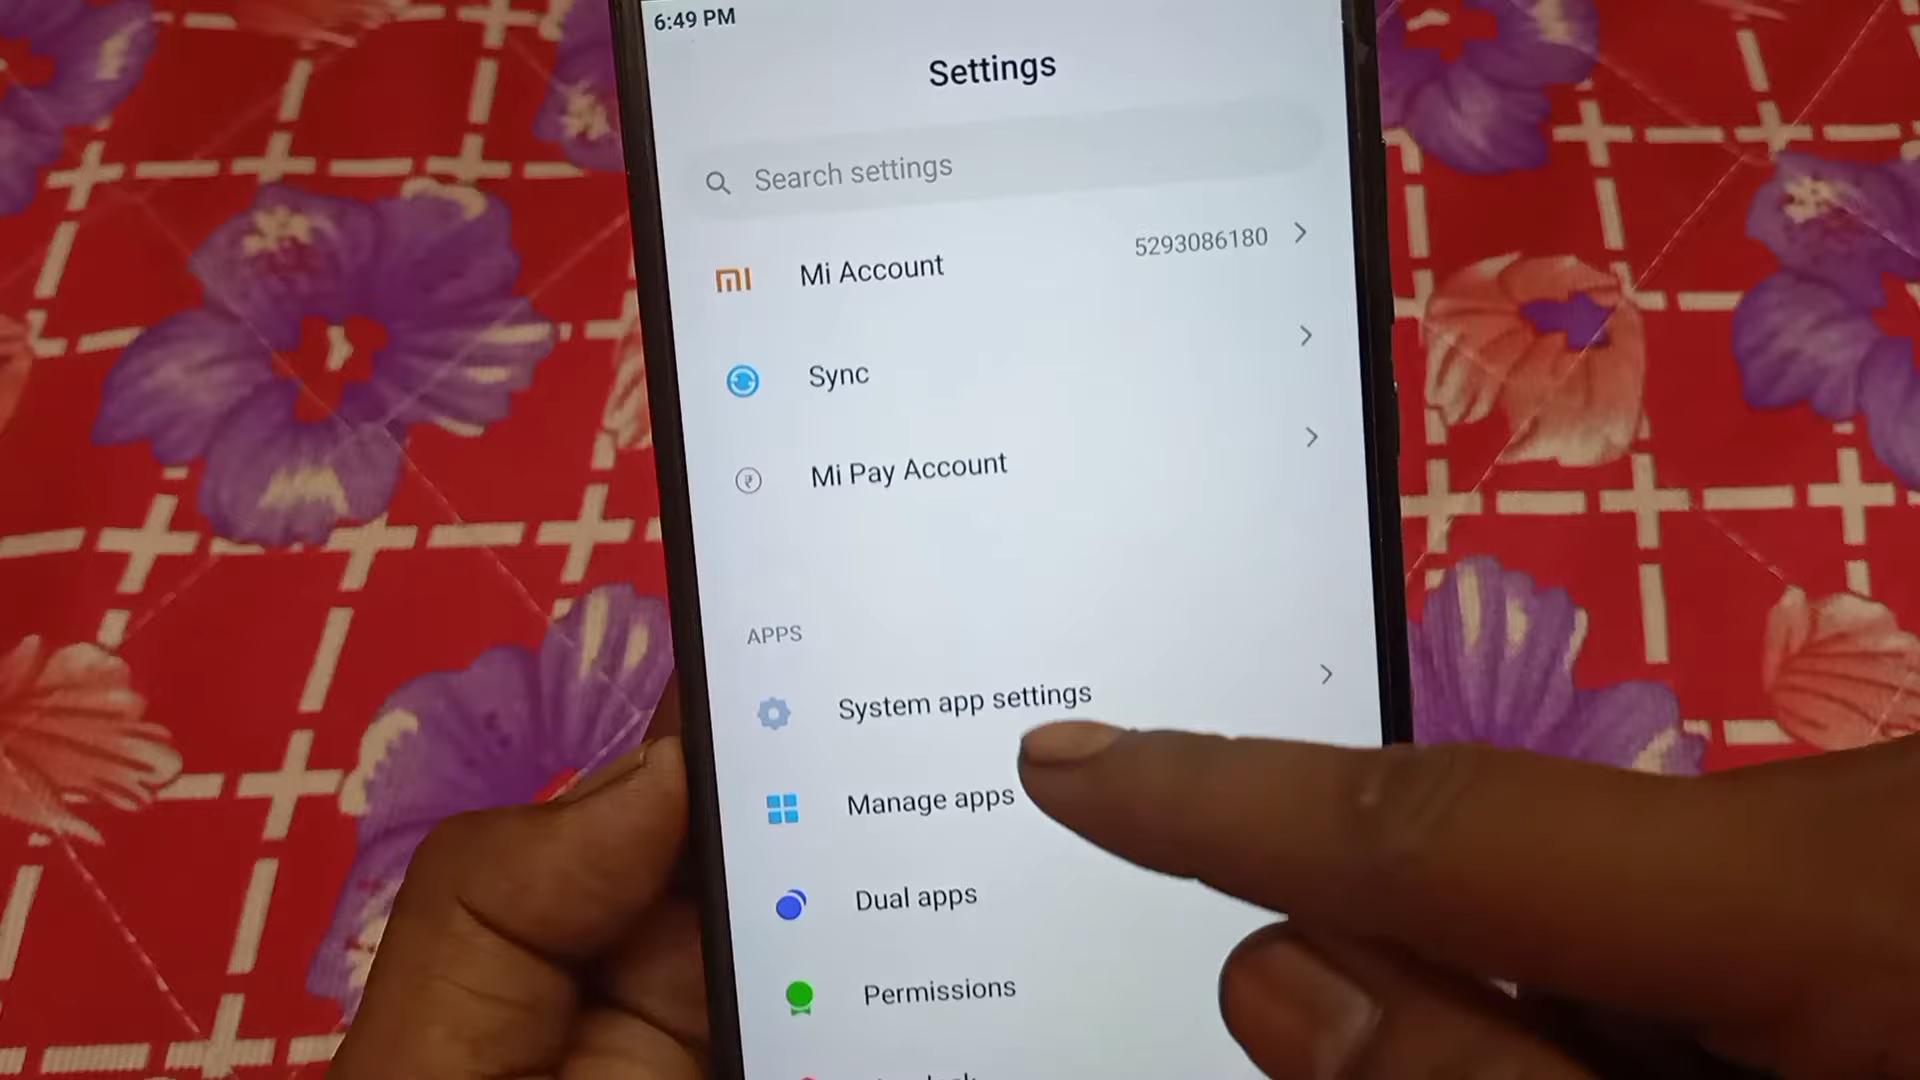 6:49 PM
Settings
Search settings
Mi Account 5293086180
Sync
Mi Pay Account
APPS
System app settings
Manage apps
Dual apps
Permissions